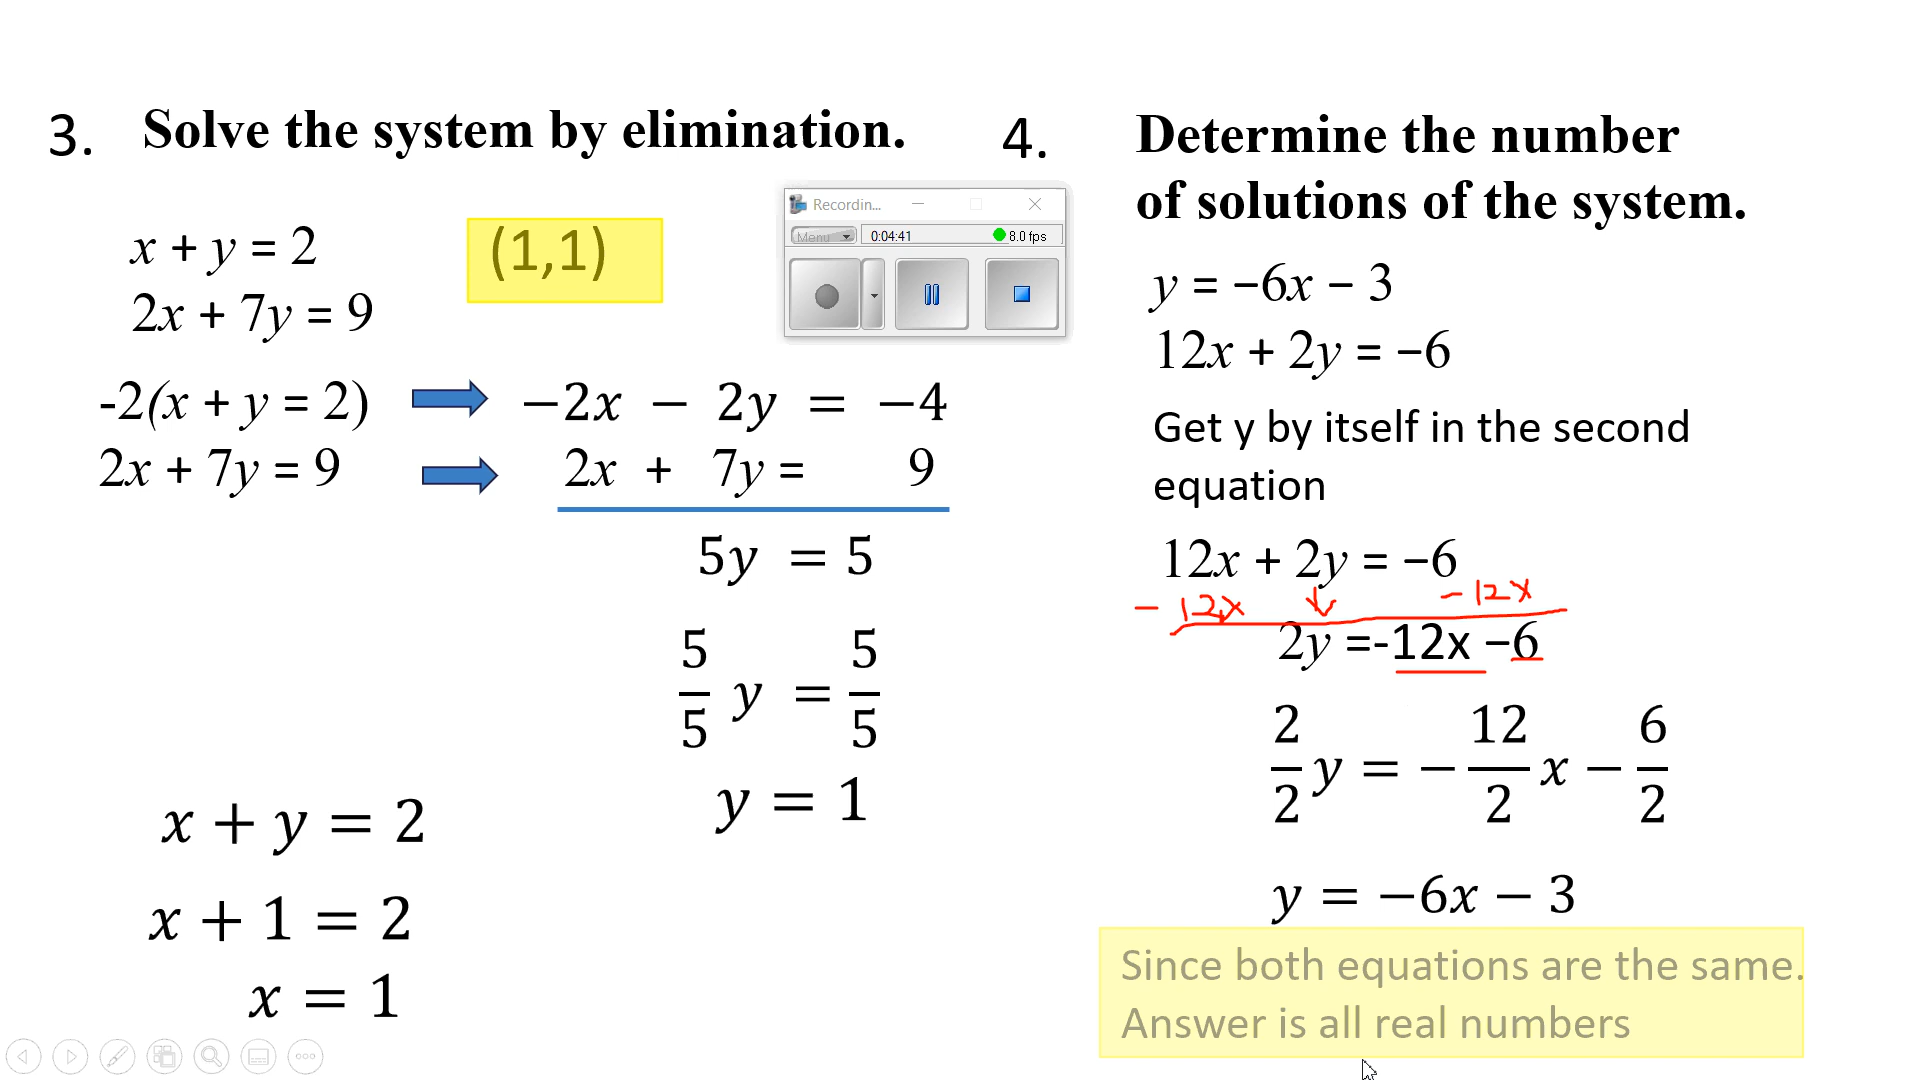 3. Solve the system by elimination.
x + y = 2
2x + 7y = 9
(1,1)
-2(x + y = 2)
2x + 7y = 9
−2x − 2y = −4
2x + 7y = 9
5y = 5
5/5 y = 5/5
y = 1
x + y = 2
x + 1 = 2
x = 1
Recordin...
Menu
0:04:41
8.0 fps
4. Determine the number
of solutions of the system.
y = −6x − 3
12x + 2y = −6
Get y by itself in the second
equation
12x + 2y = −6
− 12x − 12x
2y =-12x −6
2/2 y = − 12/2 x − 6/2
y = −6x − 3
Since both equations are the same.
Answer is all real numbers